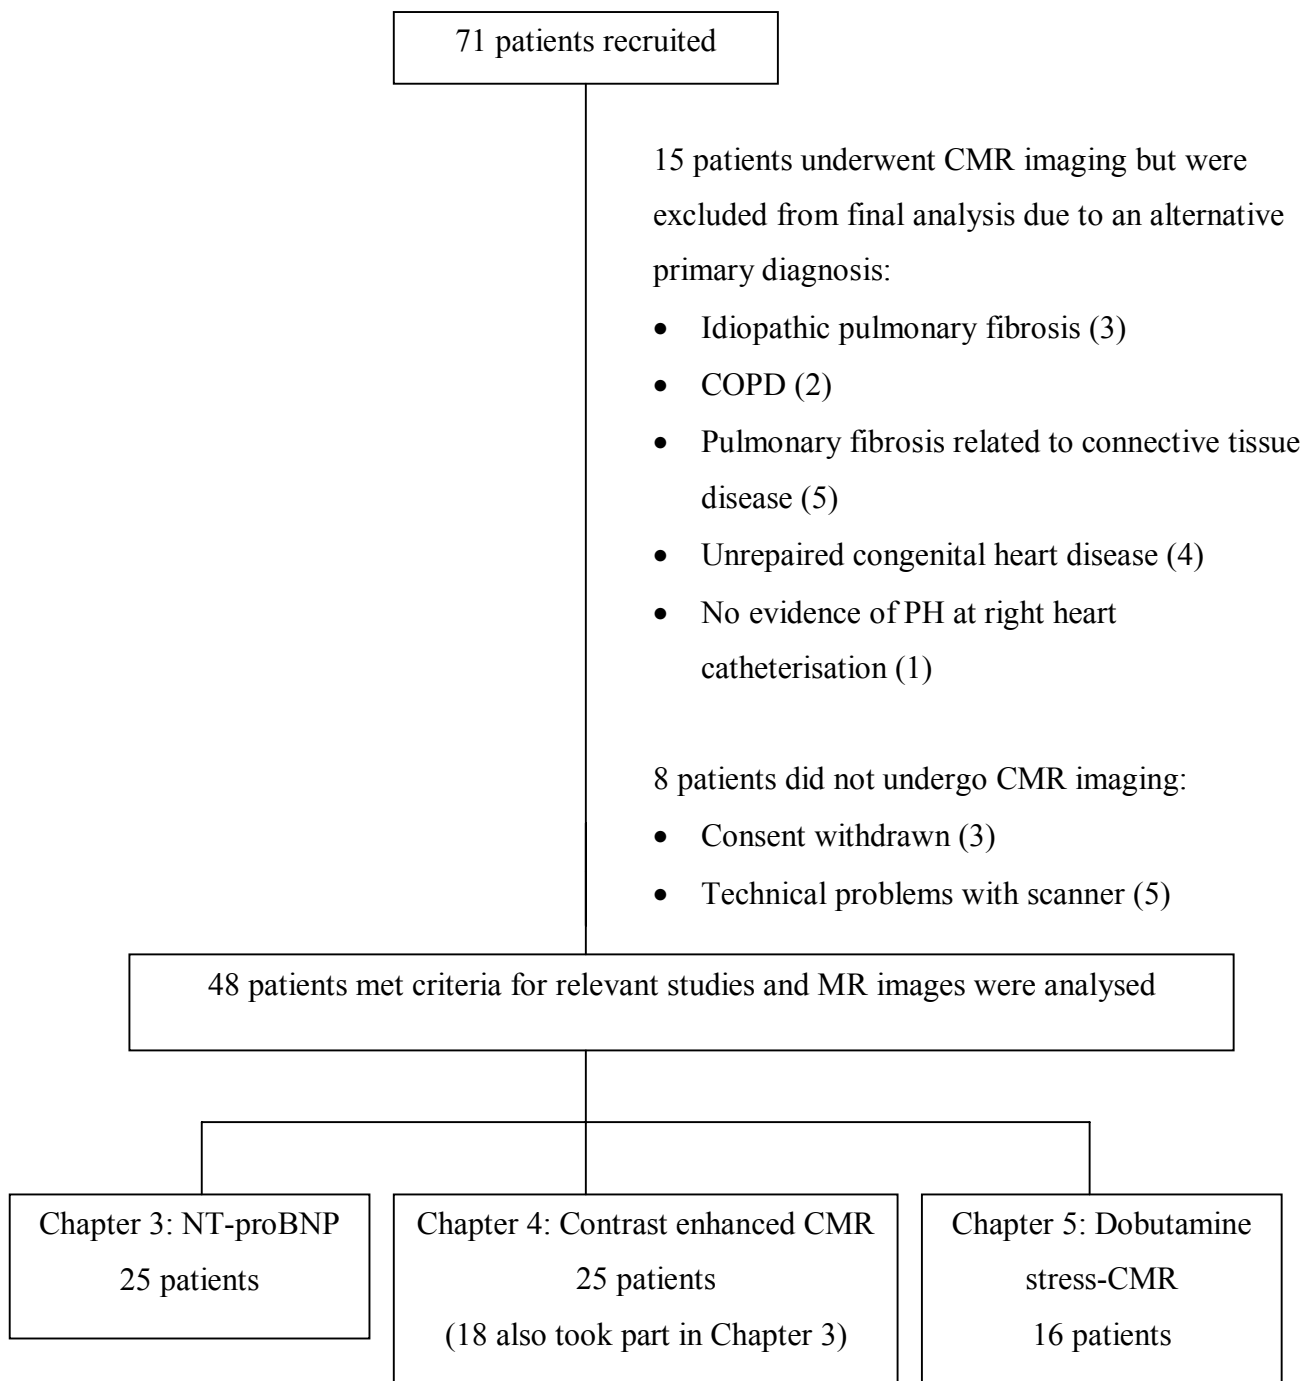 71 patients recruited
15 patients underwent CMR imaging but were
excluded from final analysis due to an alternative
primary diagnosis:
• Idiopathic pulmonary fibrosis (3)
• COPD (2)
• Pulmonary fibrosis related to connective tissue
disease (5)
• Unrepaired congenital heart disease (4)
• No evidence of PH at right heart
catheterisation (1)
8 patients did not undergo CMR imaging:
• Consent withdrawn (3)
• Technical problems with scanner (5)
48 patients met criteria for relevant studies and MR images were analysed
Chapter 3: NT-proBNP
25 patients
Chapter 4: Contrast enhanced CMR
25 patients
(18 also took part in Chapter 3)
Chapter 5: Dobutamine
stress-CMR
16 patients